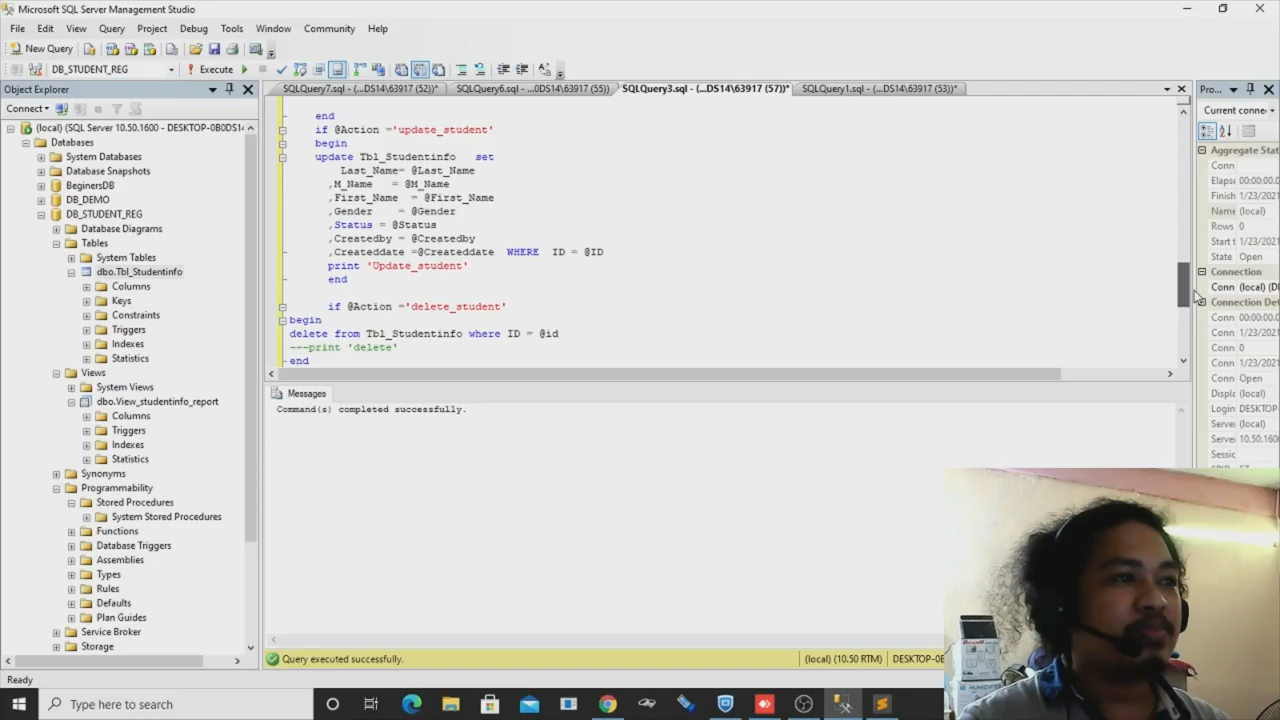 Microsoft SQL Server Management Studio
File Edit View Query Project Debug Tools Window Community Help
New Query
DB_STUDENT_REG
Execute
Object Explorer
SQLQuery7.sql - (...DS14\63917 (52))*
SQLQuery6.sql - ...0DS14\63917 (55))
SQLQuery3.sql - (...DS14\63917 (57))*
SQLQuery1.sql - (...DS14\63917 (53))*
Pro...
Connect
Current conne
(local) (SQL Server 10.50.1600 - DESKTOP-0B0DS14
Databases
System Databases
Database Snapshots
BeginersDB
DB_DEMO
DB_STUDENT_REG
Database Diagrams
Tables
System Tables
dbo.Tbl_Studentinfo
Columns
Keys
Constraints
Triggers
Indexes
Statistics
Views
System Views
dbo.View_studentinfo_report
Columns
Triggers
Indexes
Statistics
Synonyms
Programmability
Stored Procedures
System Stored Procedures
Functions
Database Triggers
Assemblies
Types
Rules
Defaults
Plan Guides
Service Broker
Storage
Ready
end
if @Action ='update_student'
begin
update Tbl_Studentinfo set
Last_Name= @Last_Name
,M_Name = @M_Name
,First_Name = @First_Name
,Gender = @Gender
,Status = @Status
,Createdby = @Createdby
,Createddate =@Createddate WHERE ID = @ID
print 'Update_student'
end
if @Action ='delete_student'
begin
delete from Tbl_Studentinfo where ID = @id
---print 'delete'
end
Messages
Command(s) completed successfully.
Query executed successfully.
(local) (10.50 RTM)
DESKTOP-0B
Aggregate Stat
Conn
Elapse 00:00:00.0
Finish 1/23/2021
Name (local)
Rows 0
Start t 1/23/2021
State Open
Connection
Conn (local) (D
Connection Det
Conn 00:00:00.0
Conn 1/23/2021
Conn 0
Conn 1/23/2021
Conn Open
Displa (local)
Login DESKTOP
Server (local)
Server 10.50.1600
Sessic
Type here to search